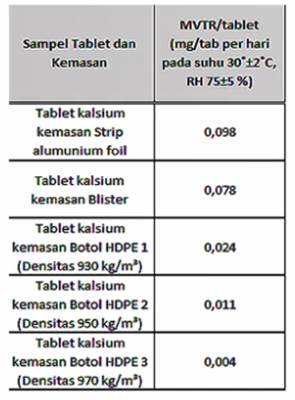 Sampel Tablet dan
Kemasan
MVTR/tablet
(mg/tab per hari
pada suhu 30˚±2˚C,
RH 75±5 %)
Tablet kalsium
kemasan Strip
alumunium foil
0,098
Tablet kalsium
kemasan Blister
0,078
Tablet kalsium
kemasan Botol HDPE 1
(Densitas 930 kg/m³)
0,024
Tablet kalsium
kemasan Botol HDPE 2
(Densitas 950 kg/m³)
0,011
Tablet kalsium
kemasan Botol HDPE 3
(Densitas 970 kg/m³)
0,004